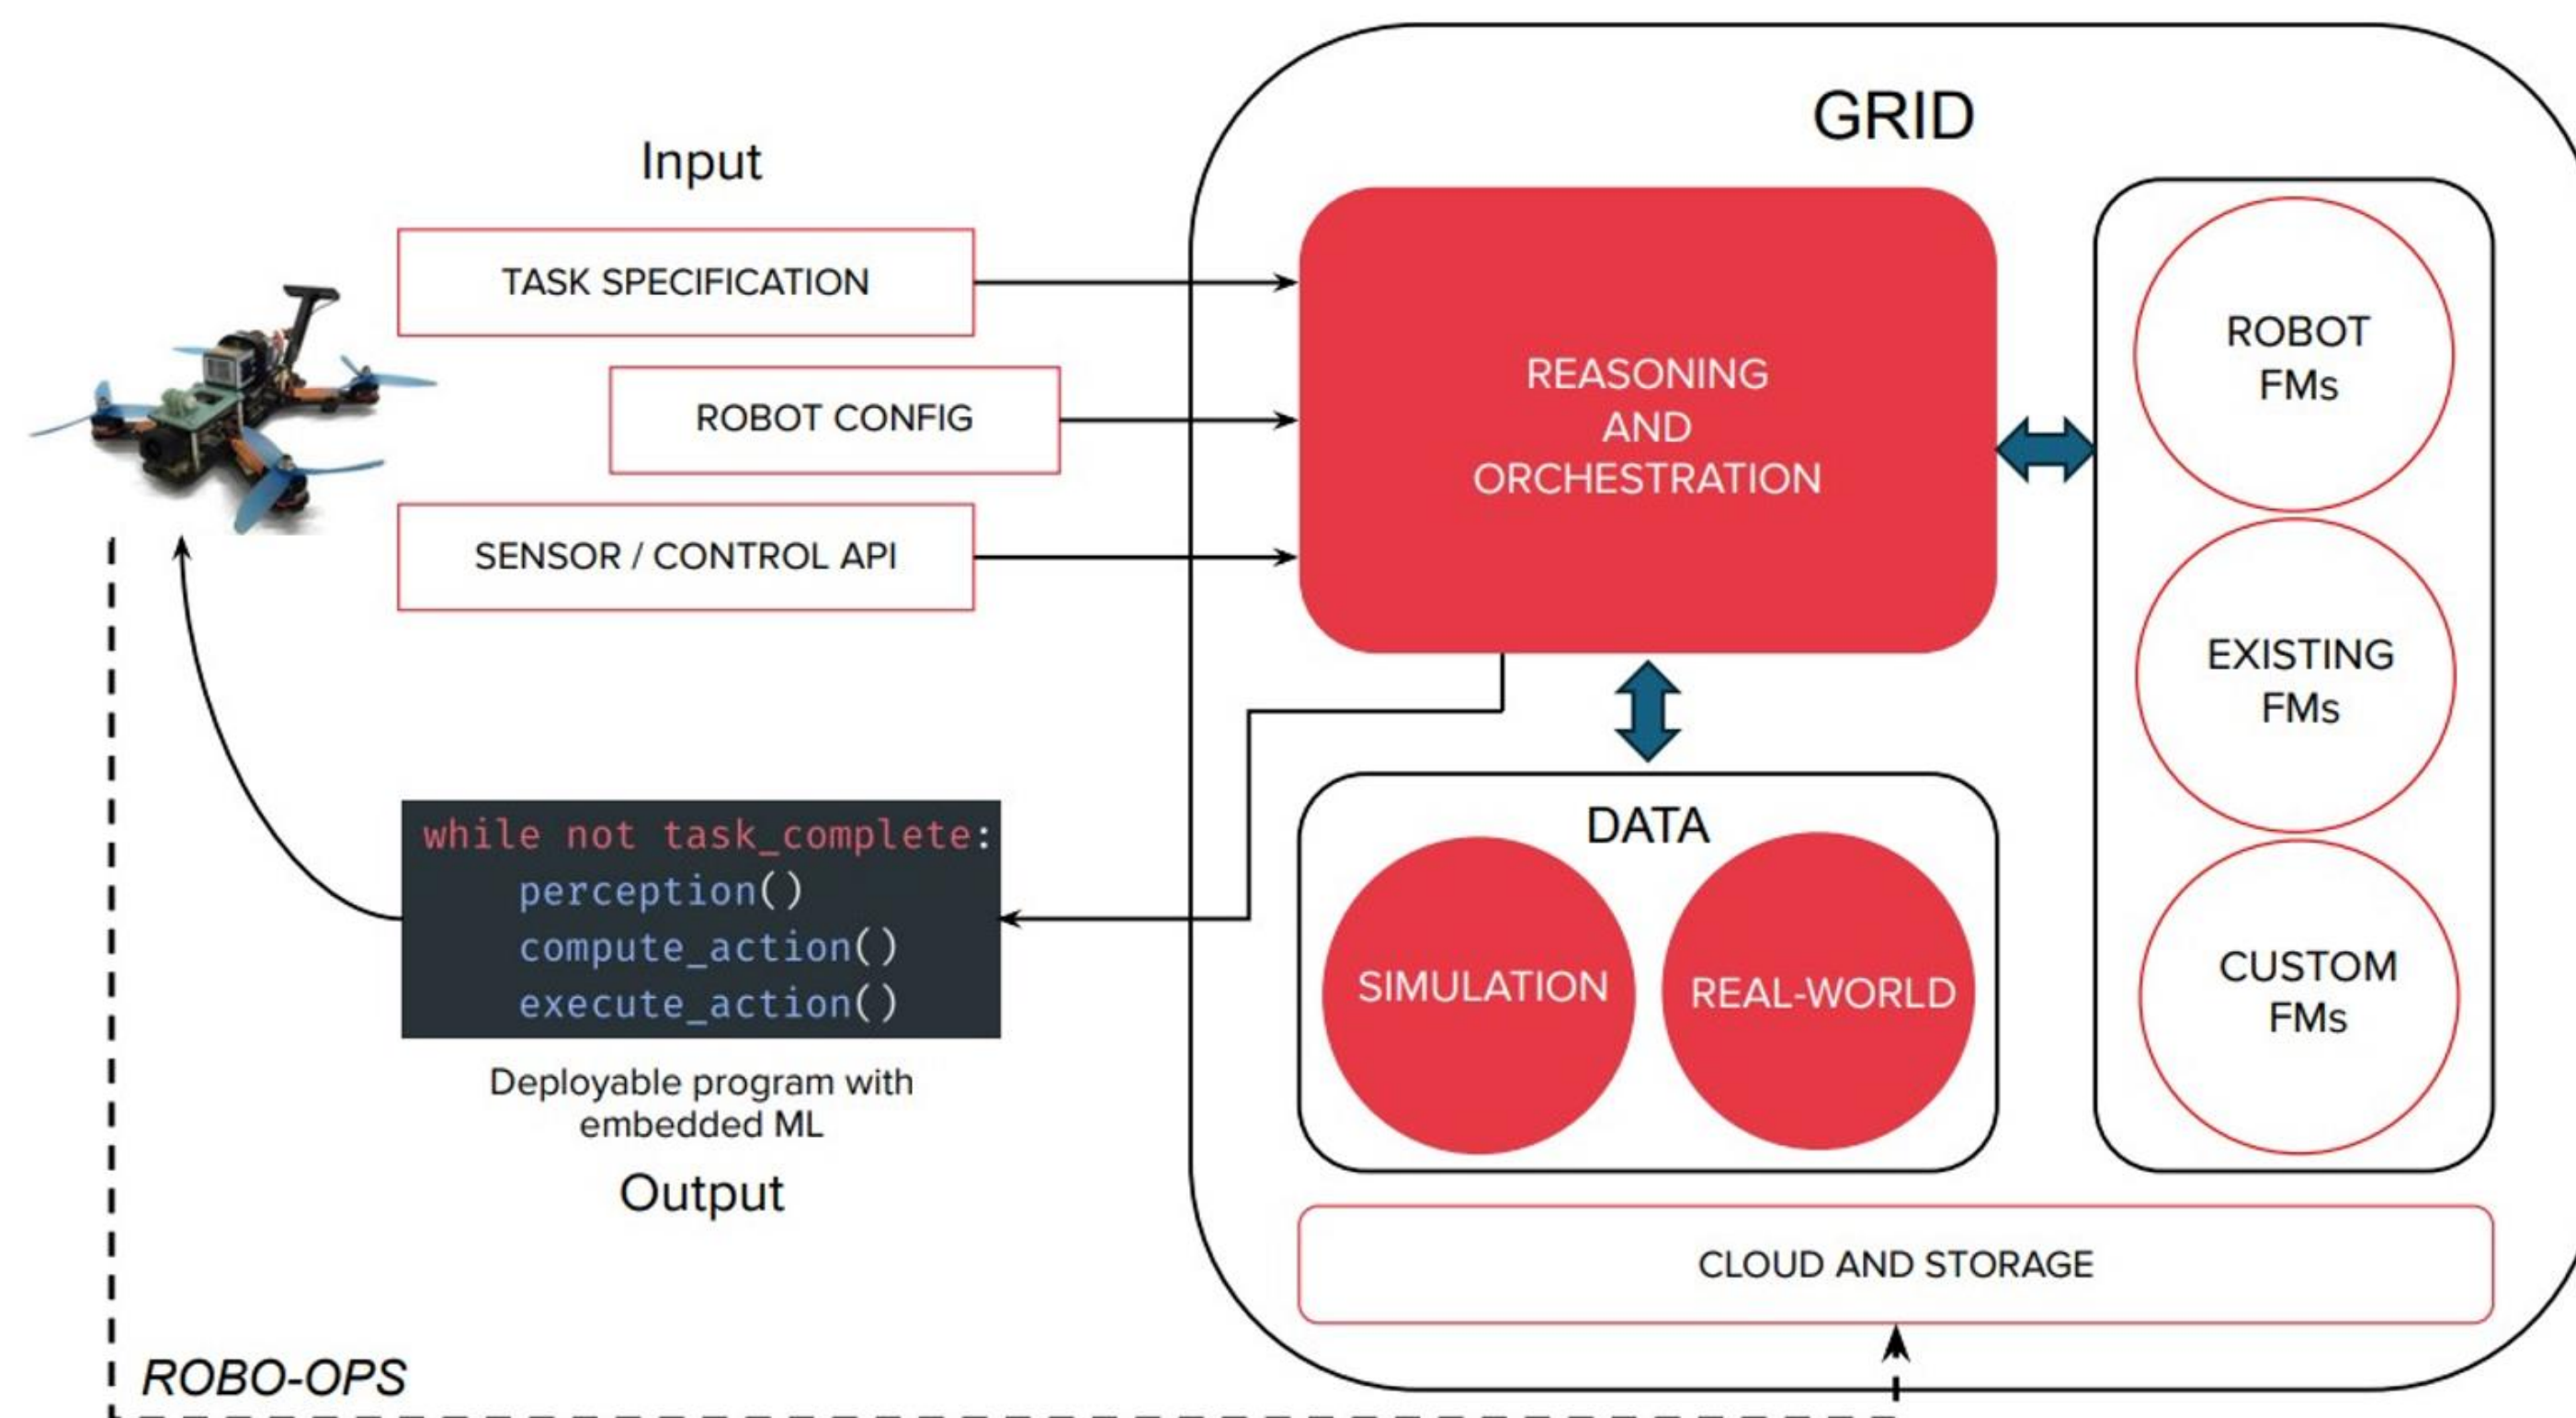 GRID
Input
TASK SPECIFICATION
ROBOT CONFIG
SENSOR / CONTROL API
REASONING
AND
ORCHESTRATION
ROBOT
FMs
EXISTING
FMs
CUSTOM
FMs
DATA
SIMULATION
REAL-WORLD
while not task_complete:
    perception()
    compute_action()
    execute_action()
Deployable program with
embedded ML
Output
CLOUD AND STORAGE
ROBO-OPS